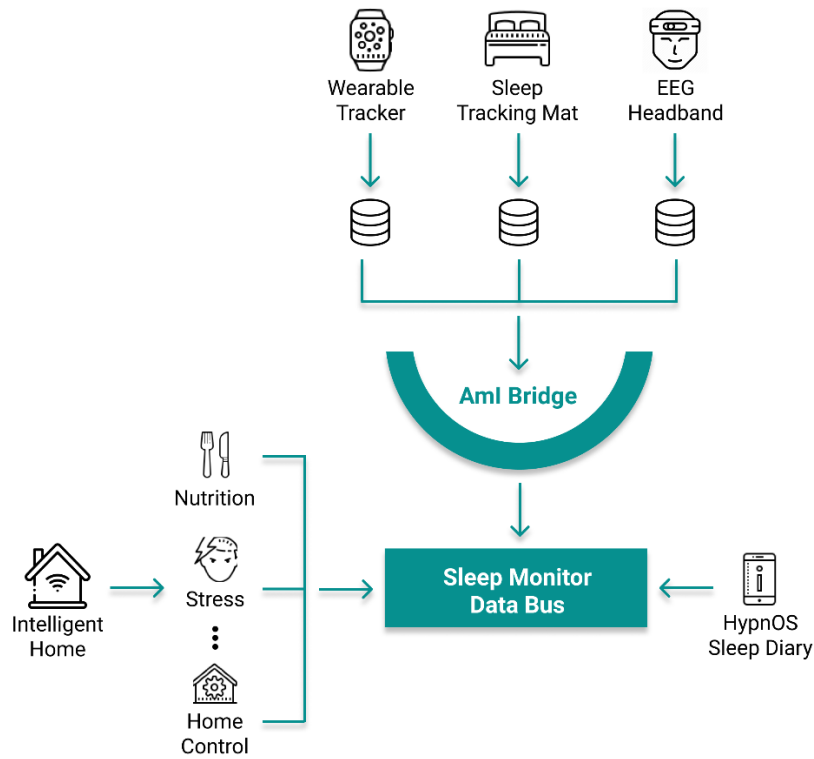 Wearable
Tracker
Sleep
Tracking Mat
EEG
Headband
AmI Bridge
Nutrition
Stress
Home
Control
Intelligent
Home
Sleep Monitor
Data Bus
HypnOS
Sleep Diary